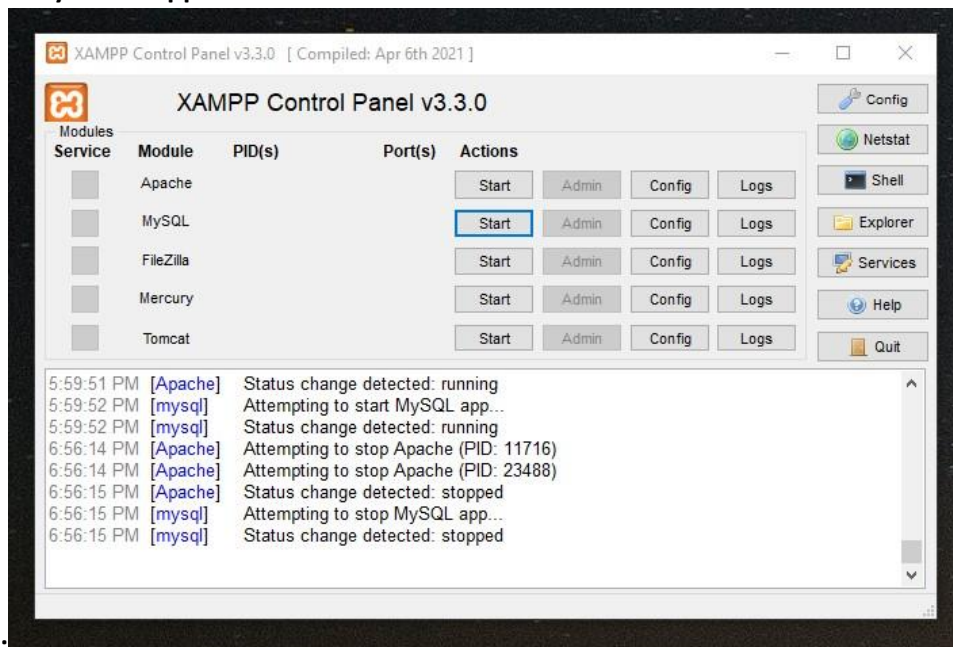 XAMPP Control Panel v3.3.0 [ Compiled: Apr 6th 2021 ]
XAMPP Control Panel v3.3.0
Config
Netstat
Shell
Explorer
Services
Help
Quit
Modules
Service Module PID(s) Port(s) Actions
Apache Start Admin Config Logs
MySQL Start Admin Config Logs
FileZilla Start Admin Config Logs
Mercury Start Admin Config Logs
Tomcat Start Admin Config Logs
5:59:51 PM [Apache] Status change detected: running
5:59:52 PM [mysql] Attempting to start MySQL app...
5:59:52 PM [mysql] Status change detected: running
6:56:14 PM [Apache] Attempting to stop Apache (PID: 11716)
6:56:14 PM [Apache] Attempting to stop Apache (PID: 23488)
6:56:15 PM [Apache] Status change detected: stopped
6:56:15 PM [mysql] Attempting to stop MySQL app...
6:56:15 PM [mysql] Status change detected: stopped